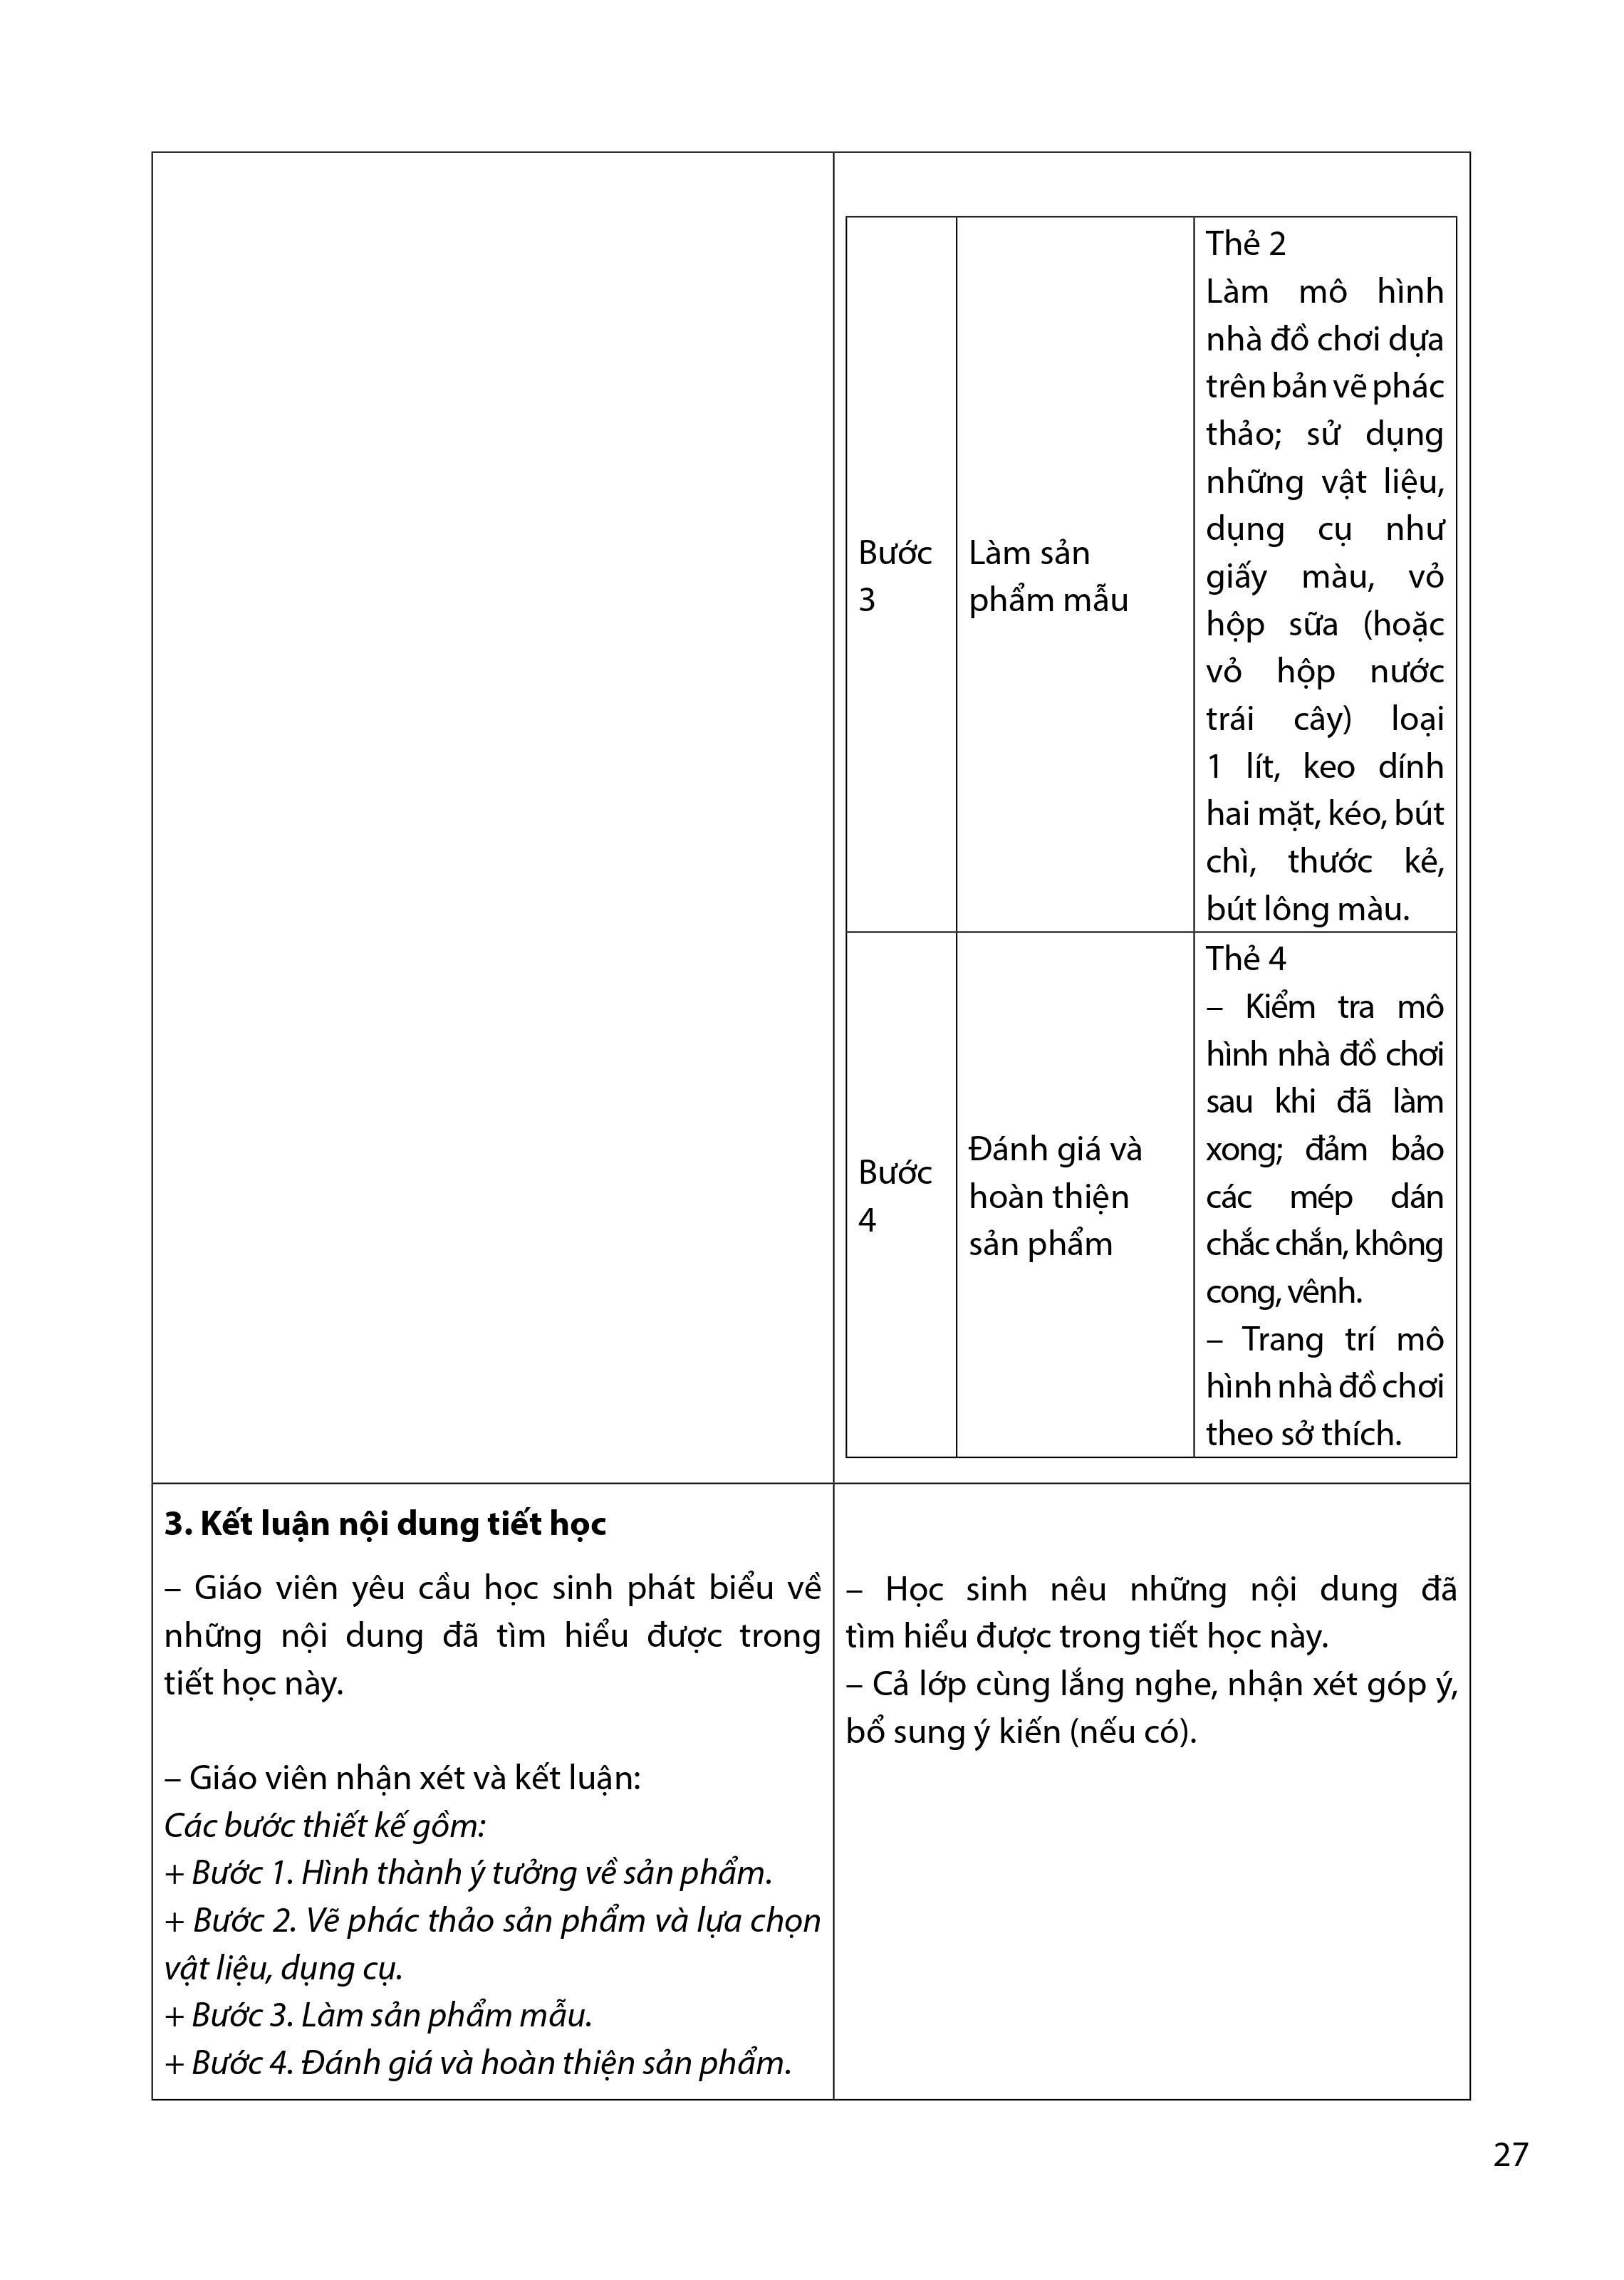 Bước
3
Làm sản
phẩm mẫu
Thẻ 2
Làm mô hình
nhà đồ chơi dựa
trên bản vẽ phác
thảo; sử dụng
những vật liệu,
dụng cụ như
giấy màu, vỏ
hộp sữa (hoặc
vỏ hộp nước
trái cây) loại
1 lít, keo dính
hai mặt, kéo, bút
chì, thước kẻ,
bút lông màu.
Bước
4
Đánh giá và
hoàn thiện
sản phẩm
Thẻ 4
– Kiểm tra mô
hình nhà đồ chơi
sau khi đã làm
xong; đảm bảo
các mép dán
chắc chắn, không
cong, vênh.
– Trang trí mô
hình nhà đồ chơi
theo sở thích.
3. Kết luận nội dung tiết học
– Giáo viên yêu cầu học sinh phát biểu về
những nội dung đã tìm hiểu được trong
tiết học này.
– Giáo viên nhận xét và kết luận:
Các bước thiết kế gồm:
+ Bước 1. Hình thành ý tưởng về sản phẩm.
+ Bước 2. Vẽ phác thảo sản phẩm và lựa chọn
vật liệu, dụng cụ.
+ Bước 3. Làm sản phẩm mẫu.
+ Bước 4. Đánh giá và hoàn thiện sản phẩm.
– Học sinh nêu những nội dung đã
tìm hiểu được trong tiết học này.
– Cả lớp cùng lắng nghe, nhận xét góp ý,
bổ sung ý kiến (nếu có).
27